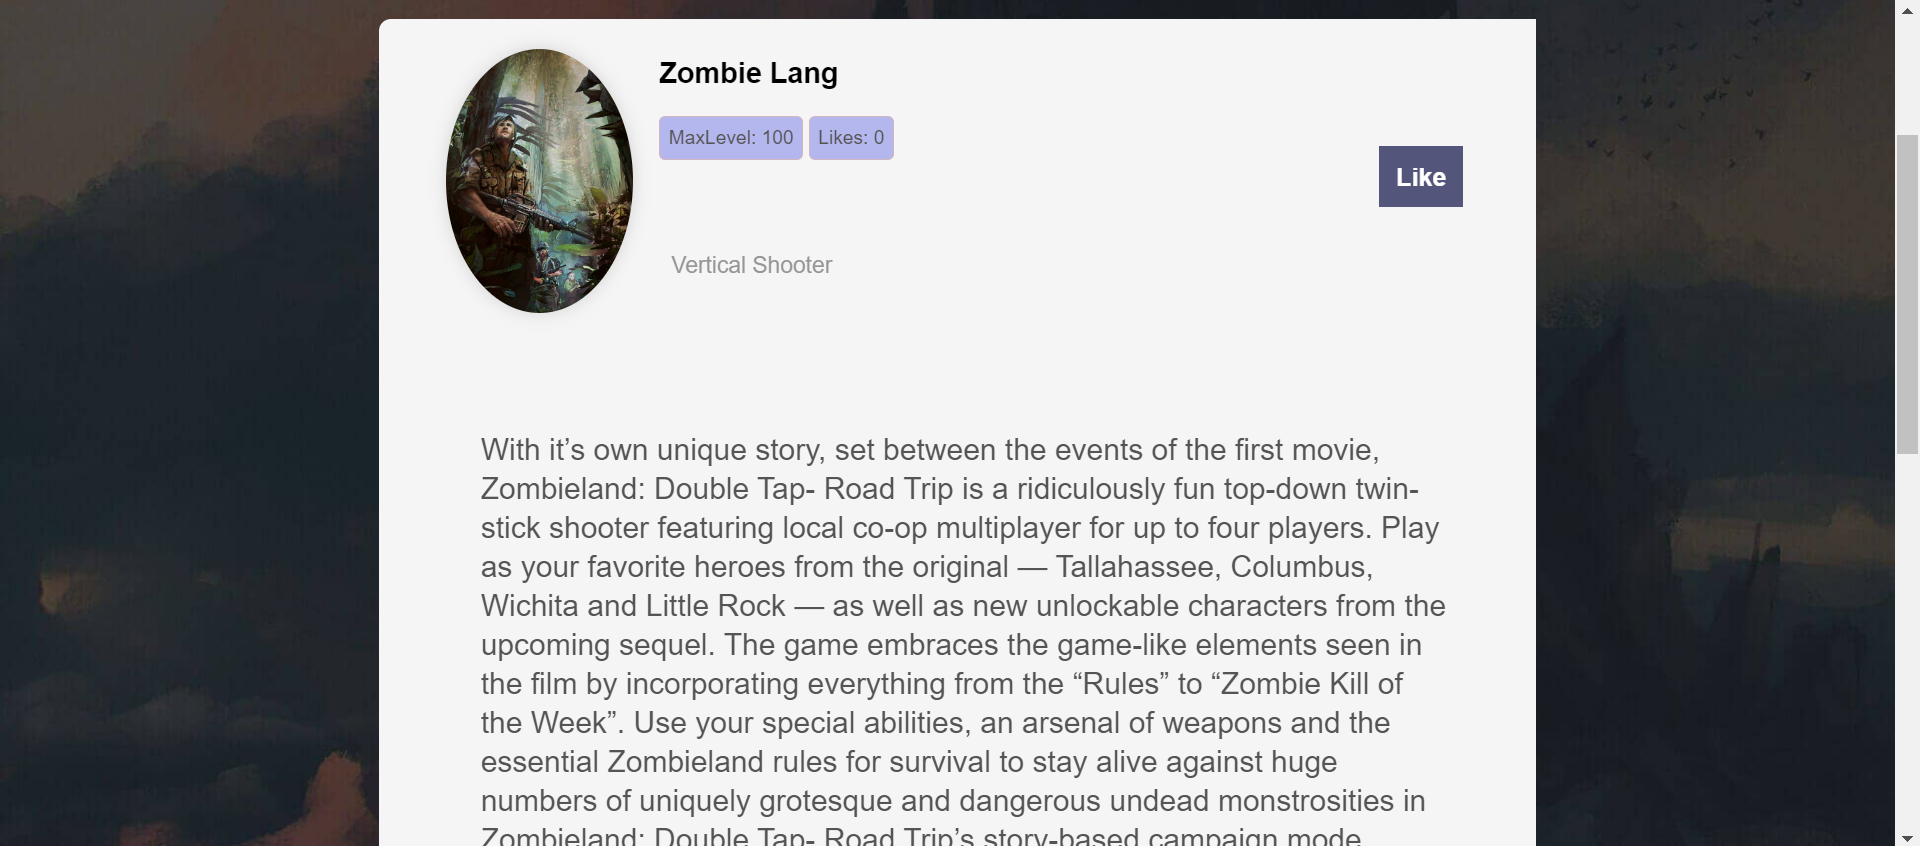 Zombie Lang
MaxLevel: 100 Likes: 0
Like
Vertical Shooter
With it’s own unique story, set between the events of the first movie,
Zombieland: Double Tap- Road Trip is a ridiculously fun top-down twin-
stick shooter featuring local co-op multiplayer for up to four players. Play
as your favorite heroes from the original — Tallahassee, Columbus,
Wichita and Little Rock — as well as new unlockable characters from the
upcoming sequel. The game embraces the game-like elements seen in
the film by incorporating everything from the “Rules” to “Zombie Kill of
the Week”. Use your special abilities, an arsenal of weapons and the
essential Zombieland rules for survival to stay alive against huge
numbers of uniquely grotesque and dangerous undead monstrosities in
Zombieland: Double Tap- Road Trip’s story-based campaign mode